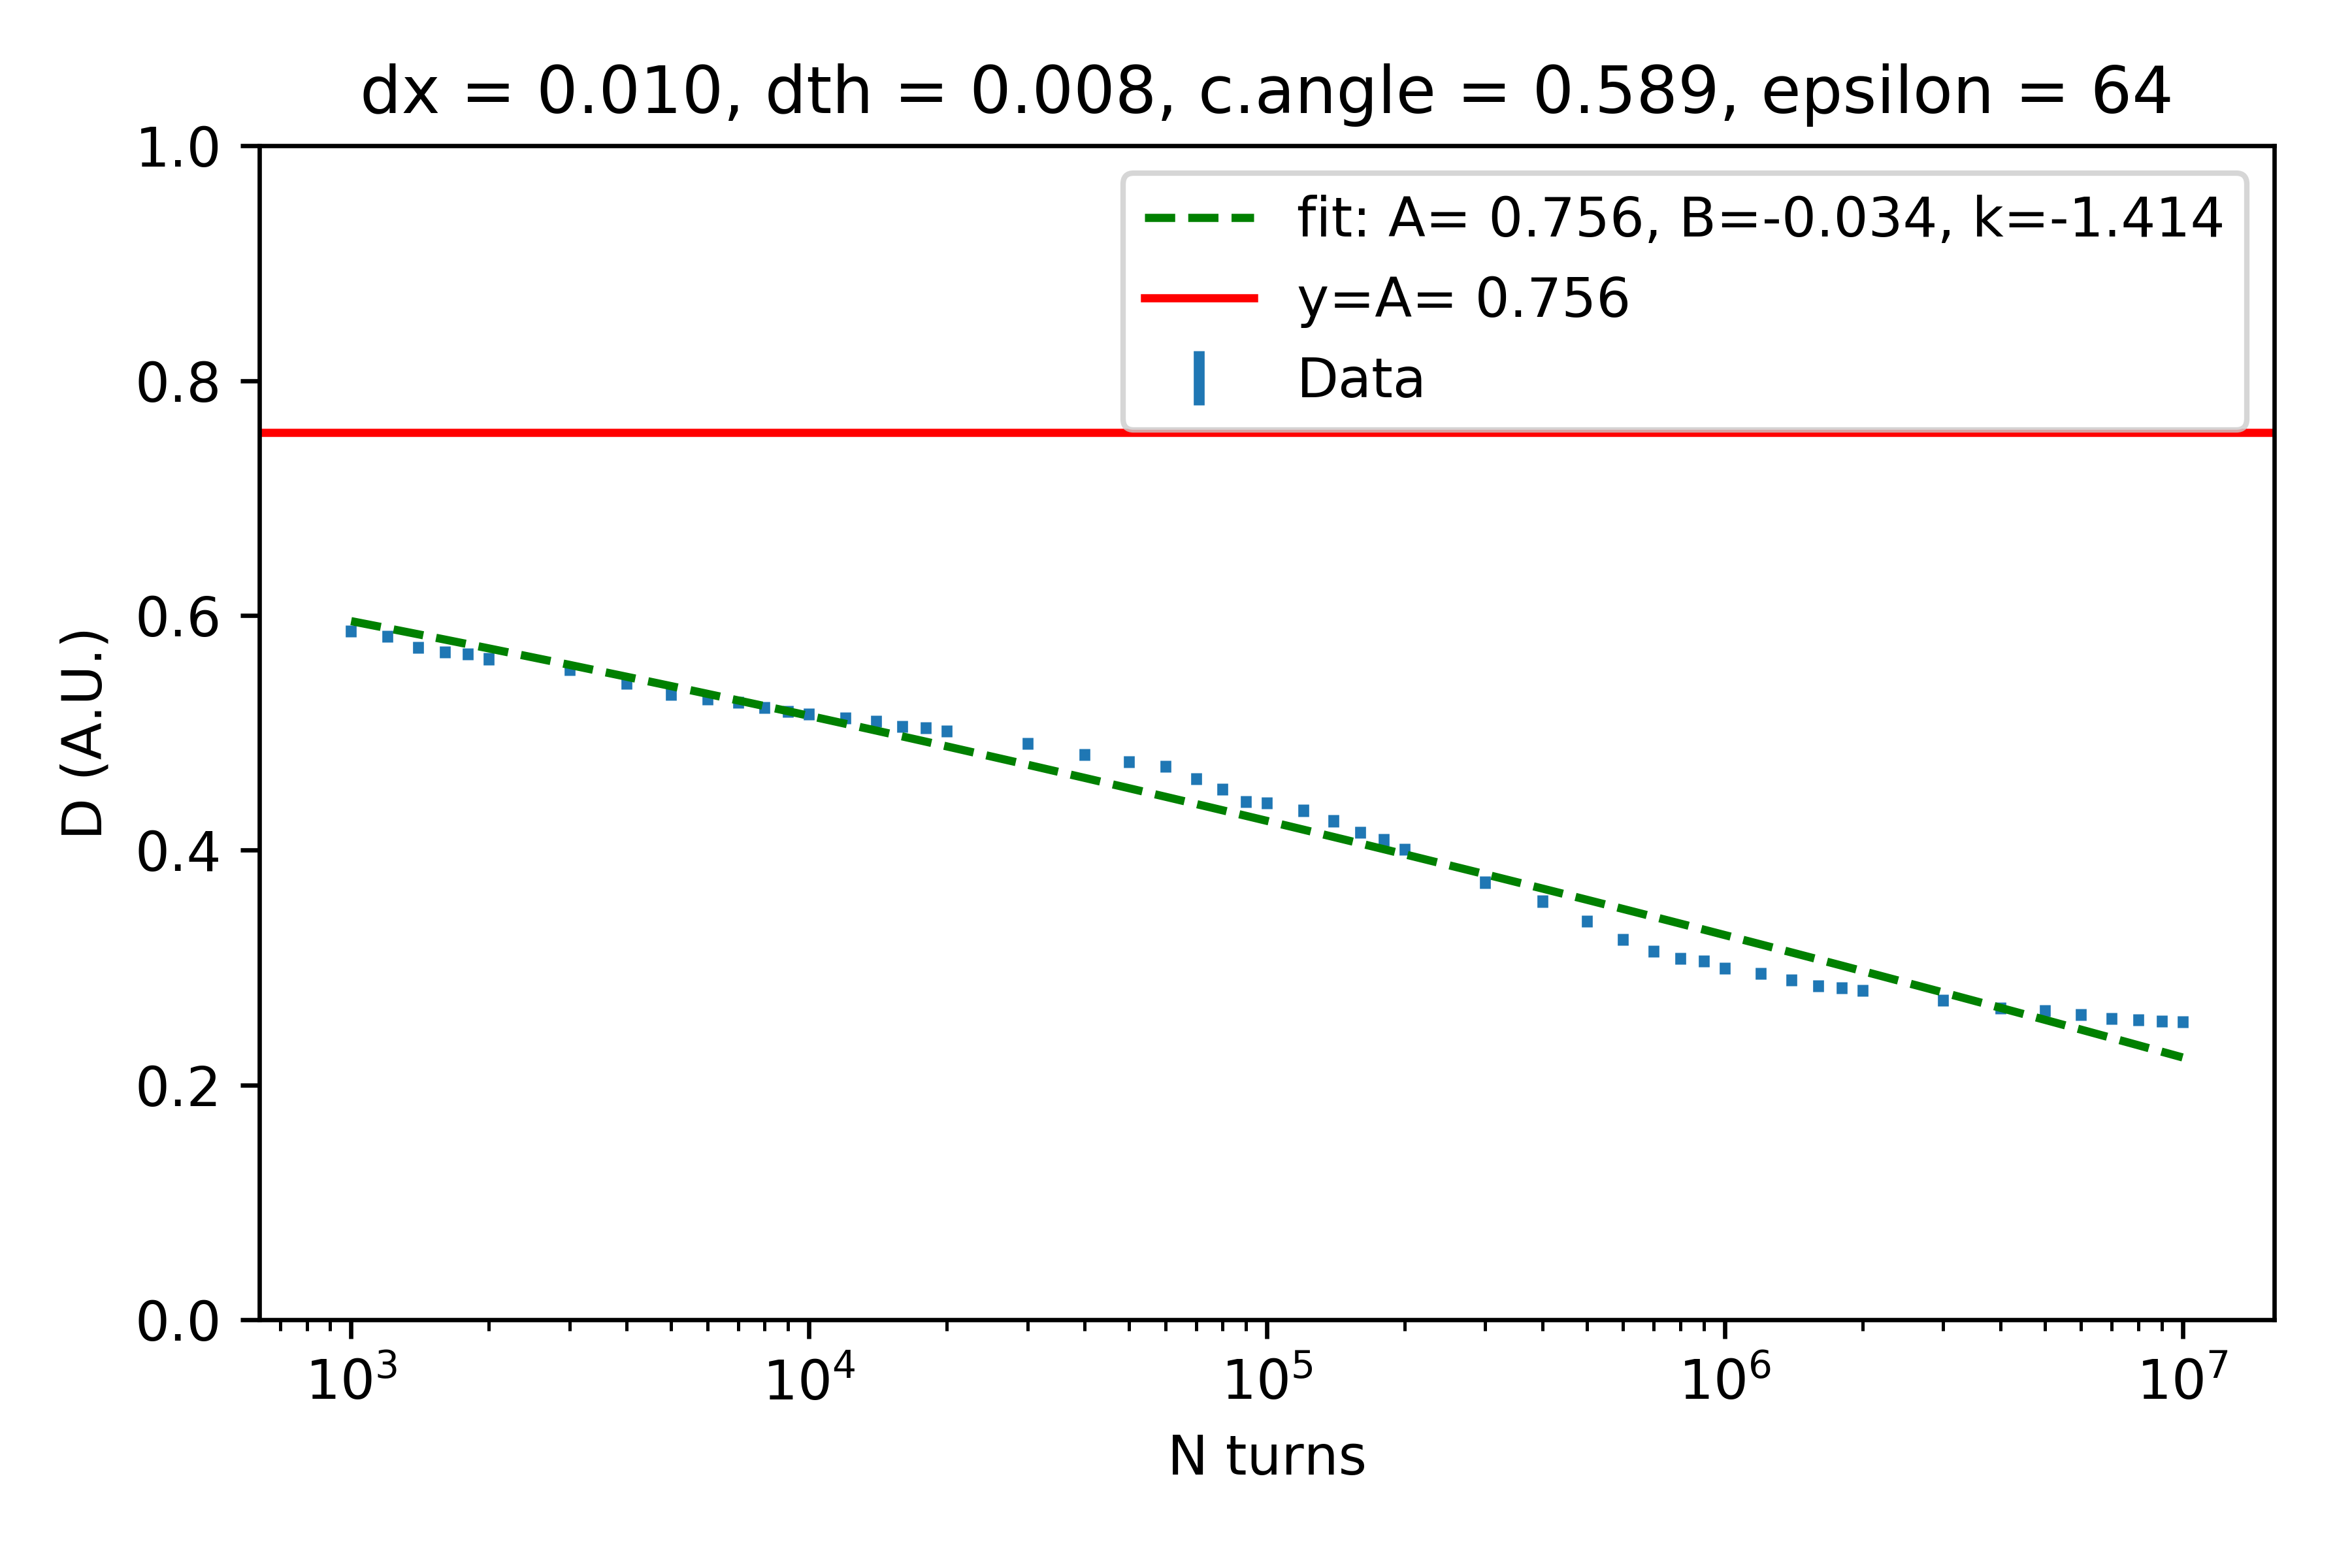 dx = 0.010, dth = 0.008, c.angle = 0.589, epsilon = 64
fit: A= 0.756, B=-0.034, k=-1.414
y=A= 0.756
Data
1.0
0.8
0.6
0.4
0.2
0.0
D (A.U.)
10³ 10⁴ 10⁵ 10⁶ 10⁷
N turns